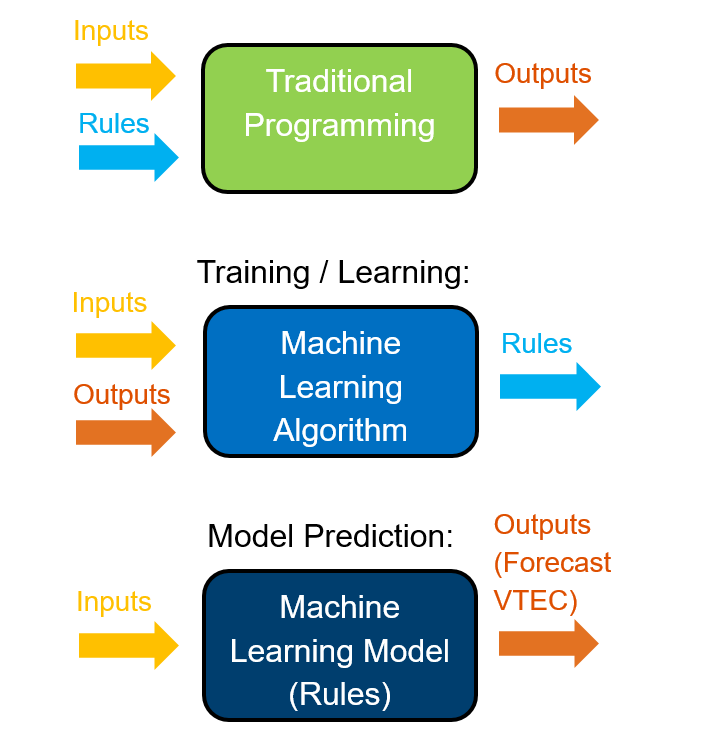 Inputs
Rules
Traditional
Programming
Outputs
Training / Learning:
Inputs
Outputs
Machine
Learning
Algorithm
Rules
Model Prediction:
Inputs
Machine
Learning Model
(Rules)
Outputs
(Forecast
VTEC)